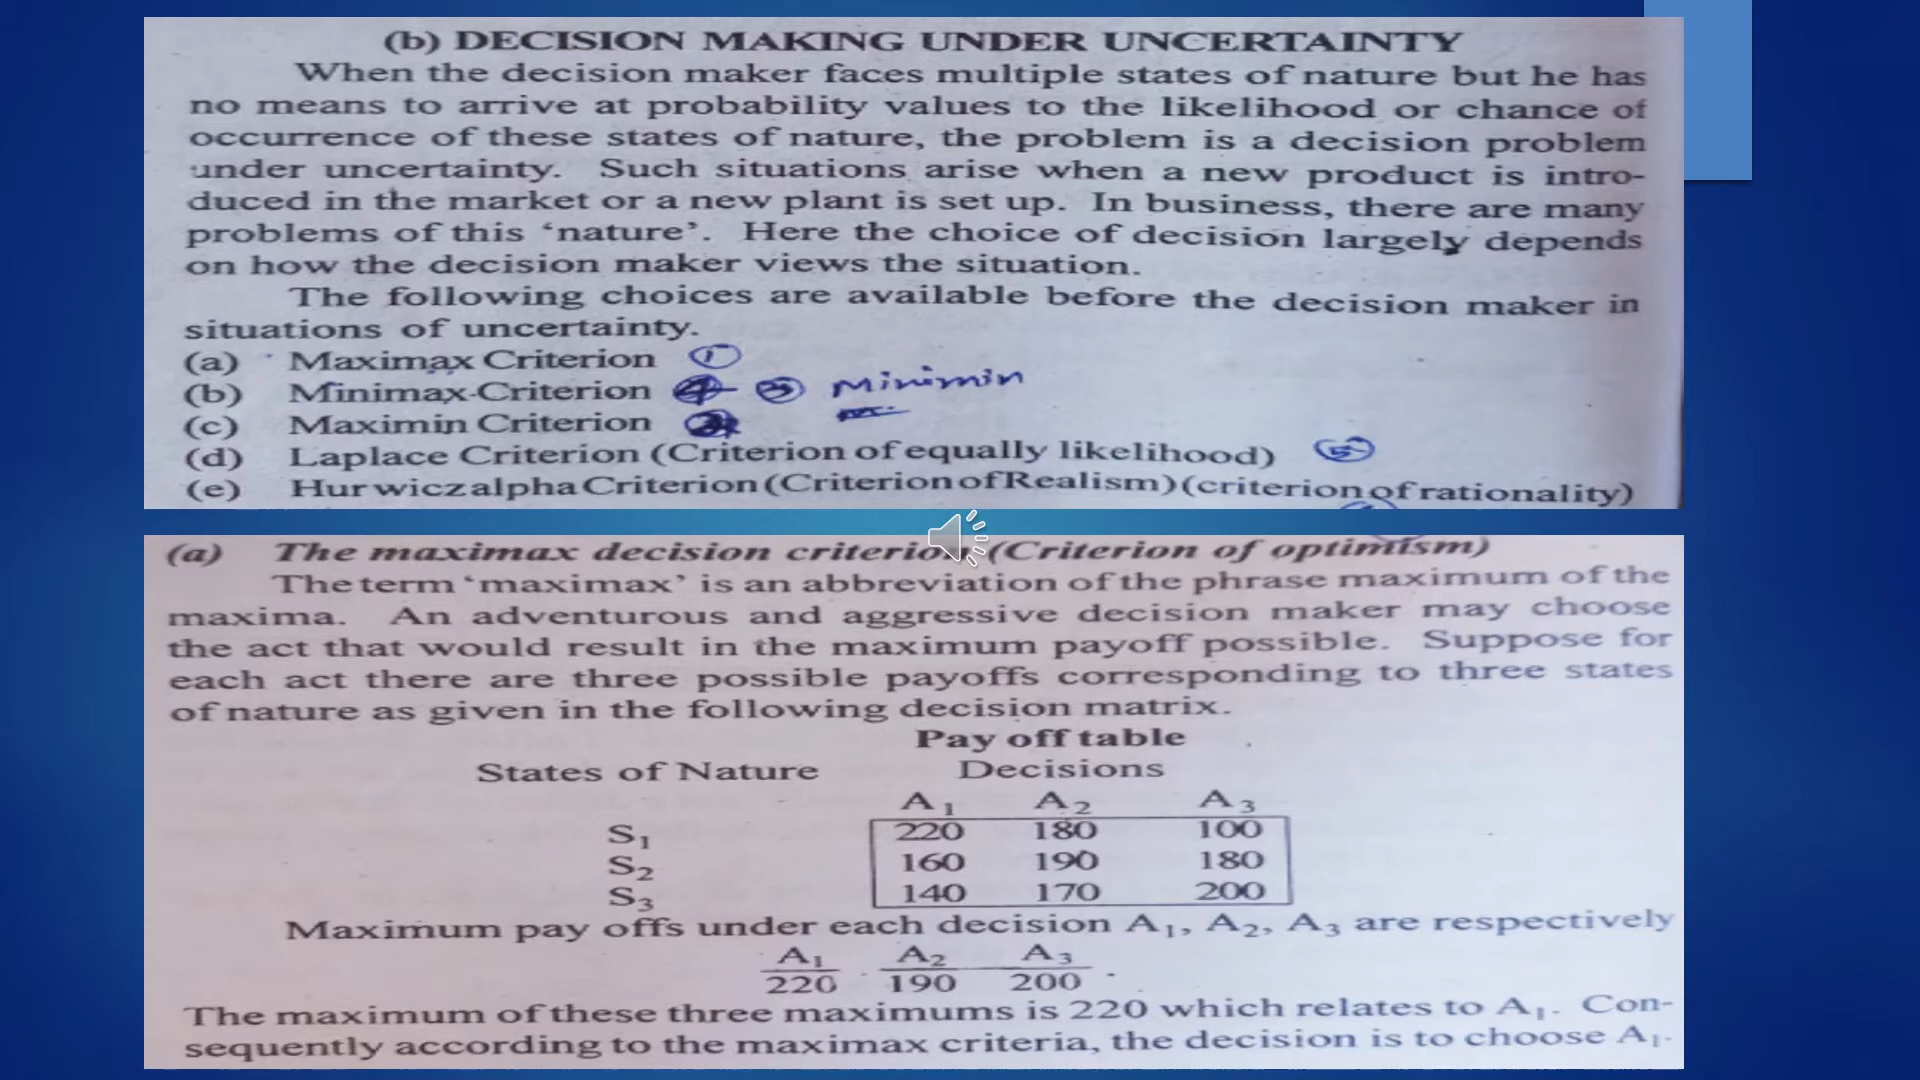 (b) DECISION MAKING UNDER UNCERTAINTY
When the decision maker faces multiple states of nature but he has
no means to arrive at probability values to the likelihood or chance of
occurrence of these states of nature, the problem is a decision problem
under uncertainty. Such situations arise when a new product is intro-
duced in the market or a new plant is set up. In business, there are many
problems of this ‘nature’. Here the choice of decision largely depends
on how the decision maker views the situation.
The following choices are available before the decision maker in
situations of uncertainty.
(a) Maximax Criterion 1
(b) Minimax Criterion 4 3 Minimin
(c) Maximin Criterion
(d) Laplace Criterion (Criterion of equally likelihood) 5
(e) Hurwicz alpha Criterion (Criterion of Realism) (criterion of rationality)
(a) The maximax decision criterion (Criterion of optimism)
The term ‘maximax’ is an abbreviation of the phrase maximum of the
maxima. An adventurous and aggressive decision maker may choose
the act that would result in the maximum payoff possible. Suppose for
each act there are three possible payoffs corresponding to three states
of nature as given in the following decision matrix.
Pay off table
States of Nature Decisions
A1 A2 A3
S1 220 180 100
S2 160 190 180
S3 140 170 200
Maximum pay offs under each decision A1, A2, A3 are respectively
A1 A2 A3
220 190 200
The maximum of these three maximums is 220 which relates to A1. Con-
sequently according to the maximax criteria, the decision is to choose A1.